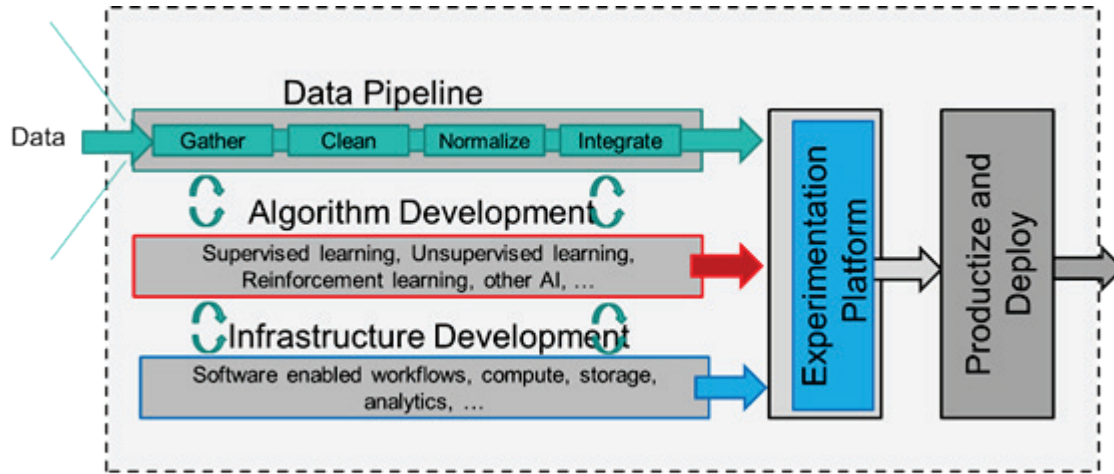 Data Pipeline
Data
Gather
Clean
Normalize
Integrate
Algorithm Development
Supervised learning, Unsupervised learning,
Reinforcement learning, other AI, ...
Infrastructure Development
Software enabled workflows, compute, storage,
analytics, ...
Experimentation
Platform
Productize and
Deploy